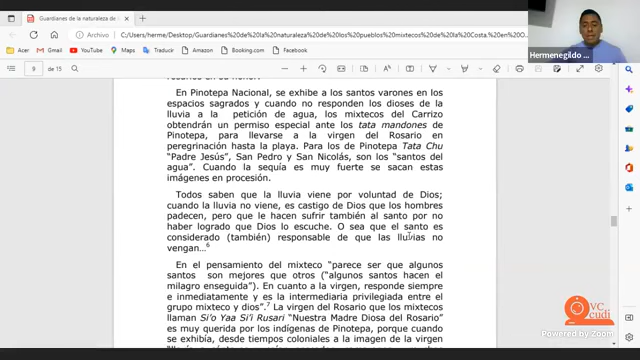 Guardianes de la naturaleza de
Archivo
C:/Users/herme/Desktop/Guardianes%20de%20la%20naturaleza%20de%20los%20pueblos%20mixtecos%20de%20la%20Costa.%20en%20O...
Acer
Gmail
YouTube
Maps
Traducir
Noticias
9
de 15
Hermenegildo
En Pinotepa Nacional, se exhibe a los santos varones en los
espacios sagrados y cuando no responden los dioses de la
lluvia a la petición de agua, los mixtecos del Carrizo
obtendrán un permiso especial ante los tata mandones de
Pinotepa, para llevarse a la virgen del Rosario en
peregrinación hasta la playa. Para los de Pinotepa Tata Chu
"Padre Jesús", San Pedro y San Nicolás, son los "santos del
agua". Cuando la sequía es muy fuerte se sacan estas
imágenes en procesión.
Todos saben que la lluvia viene por voluntad de Dios;
cuando la lluvia no viene, es castigo de Dios que los hombres
padecen, pero que le hacen sufrir también al santo por no
haber logrado que Dios lo escuche. O sea que el santo es
considerado (también) responsable de que las lluvias no
vengan...6
En el pensamiento del mixteco "parece ser que algunos
santos son mejores que otros ("algunos santos hacen el
milagro enseguida"). En cuanto a la virgen, responde siempre
e inmediatamente y es la intermediaria privilegiada entre el
grupo mixteco y dios".7 La virgen del Rosario que los mixtecos
llaman Si'o Yaa Si'i Rusari "Nuestra Madre Diosa del Rosario"
es muy querida por los indígenas de Pinotepa, porque cuando
se exhibía, desde tiempos coloniales a la imagen de la virgen
VC
cudi
Powered by Zoom